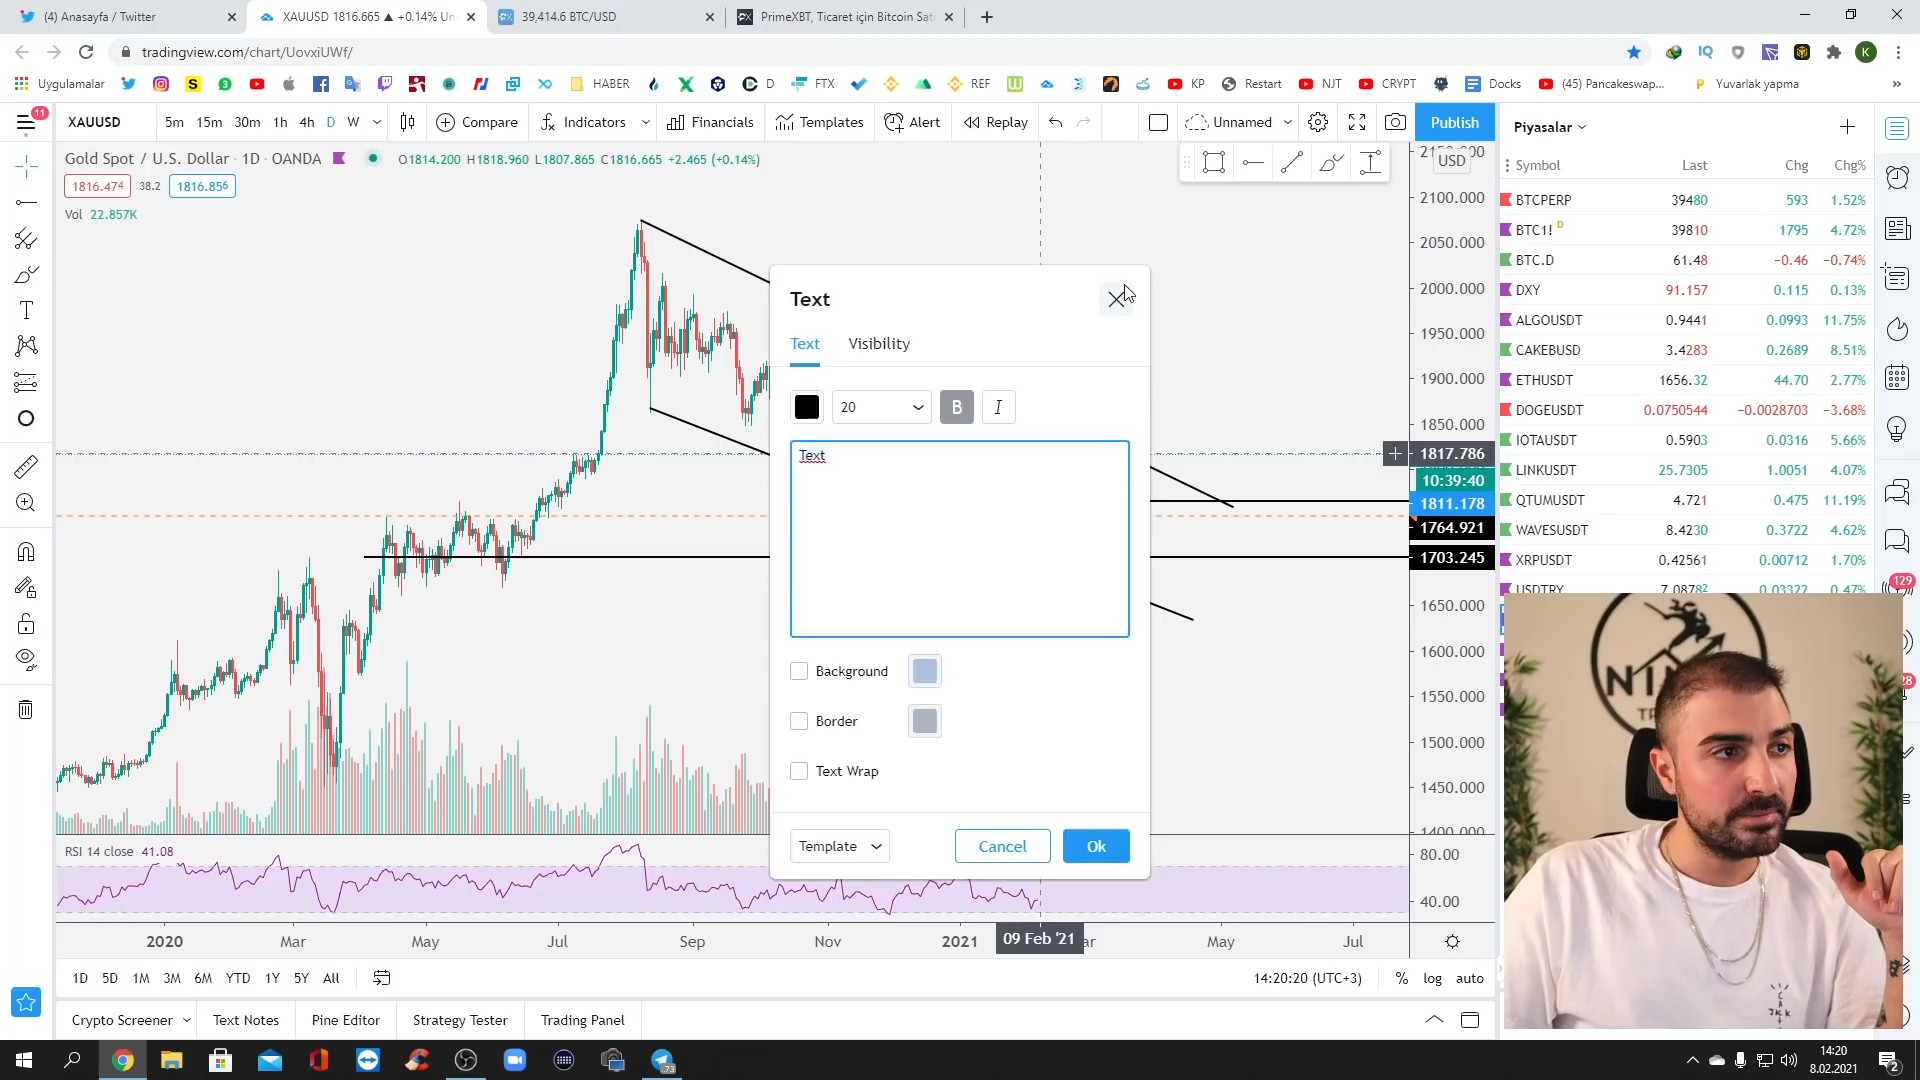 (4) Anasayfa / Twitter
XAUUSD 1816.665 ▲ +0.14% Un
39,414.6 BTC/USD
PrimeXBT, Ticaret için Bitcoin Sat
tradingview.com/chart/UovxiUWf/
K
Uygulamalar
HABER
D
FTX
REF
KP
Restart
NJT
CRYPT
Docks
(45) Pancakeswap...
Yuvarlak yapma
11
XAUUSD
5m 15m 30m 1h 4h D W
Compare
Indicators
Financials
Templates
Alert
Replay
Unnamed
Publish
Gold Spot / U.S. Dollar · 1D · OANDA
O1814.200 H1818.960 L1807.865 C1816.665 +2.465 (+0.14%)
1816.474 38.2 1816.856
Vol 22.857K
USD
2100.000
2050.000
2000.000
1950.000
1900.000
1850.000
1817.786
10:39:40
1811.178
1764.921
1703.245
1650.000
1600.000
1550.000
1500.000
1450.000
1400.000
Text
Text Visibility
20 B I
Text
Background
Border
Text Wrap
Template
Cancel
Ok
RSI 14 close 41.08
80.00
40.00
2020 Mar May Jul Sep Nov 2021 09 Feb '21 May Jul
1D 5D 1M 3M 6M YTD 1Y 5Y All
14:20:20 (UTC+3) % log auto
Crypto Screener
Text Notes
Pine Editor
Strategy Tester
Trading Panel
Piyasalar
Symbol Last Chg Chg%
BTCPERP 39480 593 1.52%
BTC1! D 39810 1795 4.72%
BTC.D 61.48 −0.46 −0.74%
DXY 91.157 0.115 0.13%
ALGOUSDT 0.9441 0.0993 11.75%
CAKEBUSD 3.4283 0.2689 8.51%
ETHUSDT 1656.32 44.70 2.77%
DOGEUSDT 0.0750544 −0.0028703 −3.68%
IOTAUSDT 0.5903 0.0316 5.66%
LINKUSDT 25.7305 1.0051 4.07%
QTUMUSDT 4.721 0.475 11.19%
WAVESUSDT 8.4230 0.3722 4.62%
XRPUSDT 0.42561 0.00712 1.70%
USDTRY 7.08782 0.03322 0.47%
129
28
73
14:20
8.02.2021
2